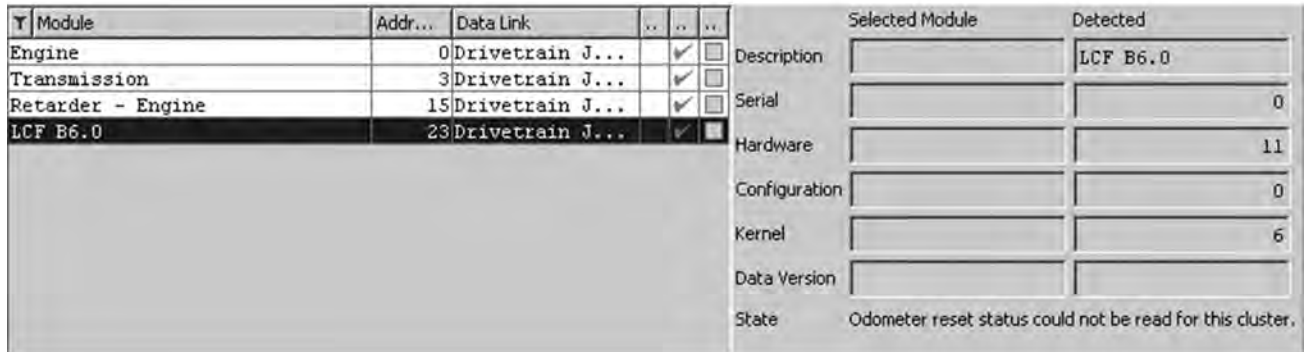 Module Addr... Data Link .. .. ..
Engine 0 Drivetrain J...
Transmission 3 Drivetrain J...
Retarder - Engine 15 Drivetrain J...
LCF B6.0 23 Drivetrain J...
Selected Module Detected
Description LCF B6.0
Serial 0
Hardware 11
Configuration 0
Kernel 6
Data Version
State Odometer reset status could not be read for this cluster.